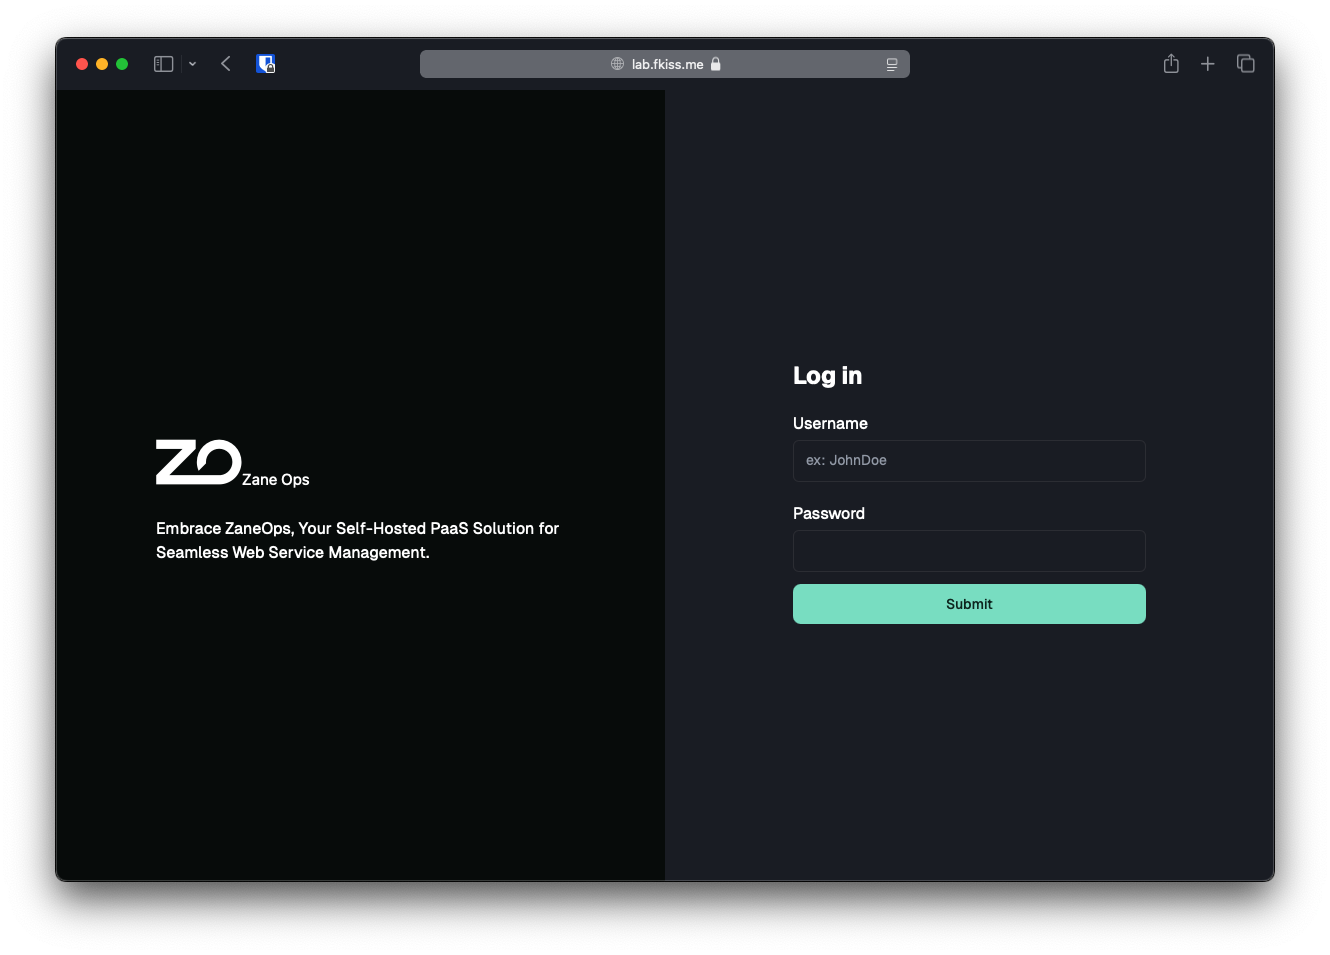 lab.fkiss.me
ZO Zane Ops
Embrace ZaneOps, Your Self-Hosted PaaS Solution for
Seamless Web Service Management.
Log in
Username
ex: JohnDoe
Password
Submit